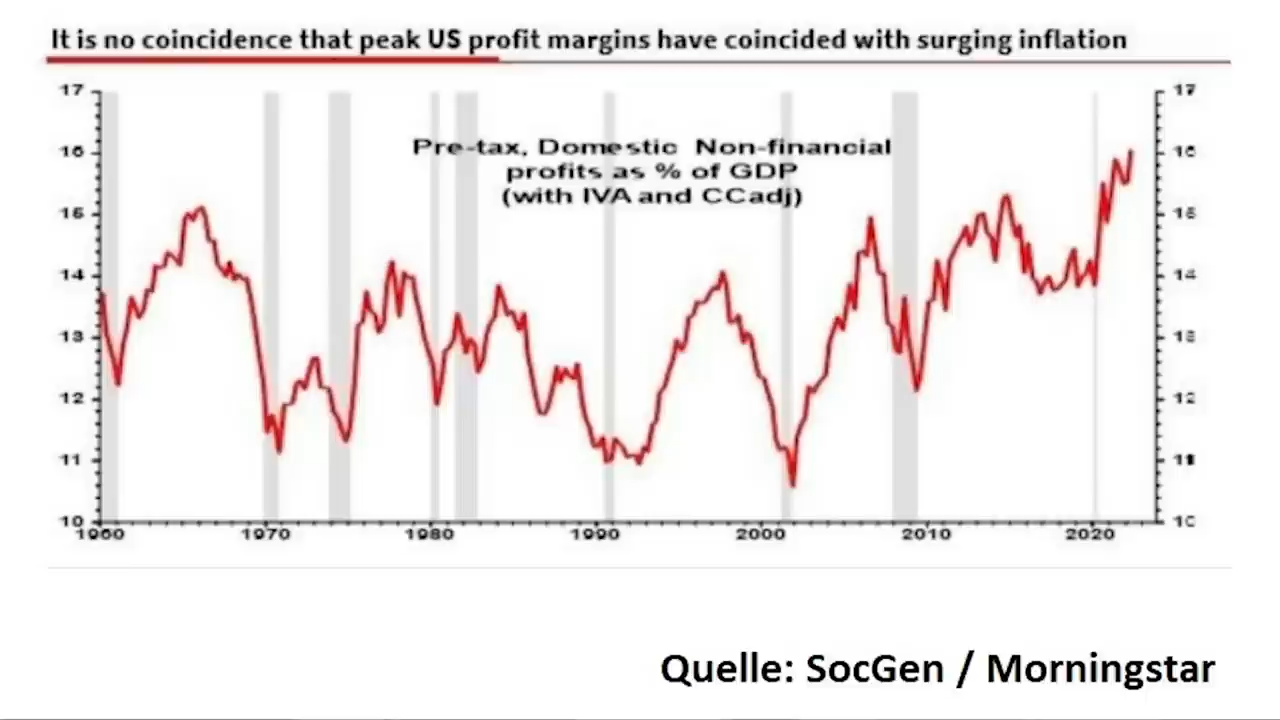 It is no coincidence that peak US profit margins have coincided with surging inflation
Pre-tax, Domestic Non-financial
profits as % of GDP
(with IVA and CCadj)
17
16
15
14
13
12
11
10
17
16
15
14
13
12
11
10
1960 1970 1980 1990 2000 2010 2020
Quelle: SocGen / Morningstar